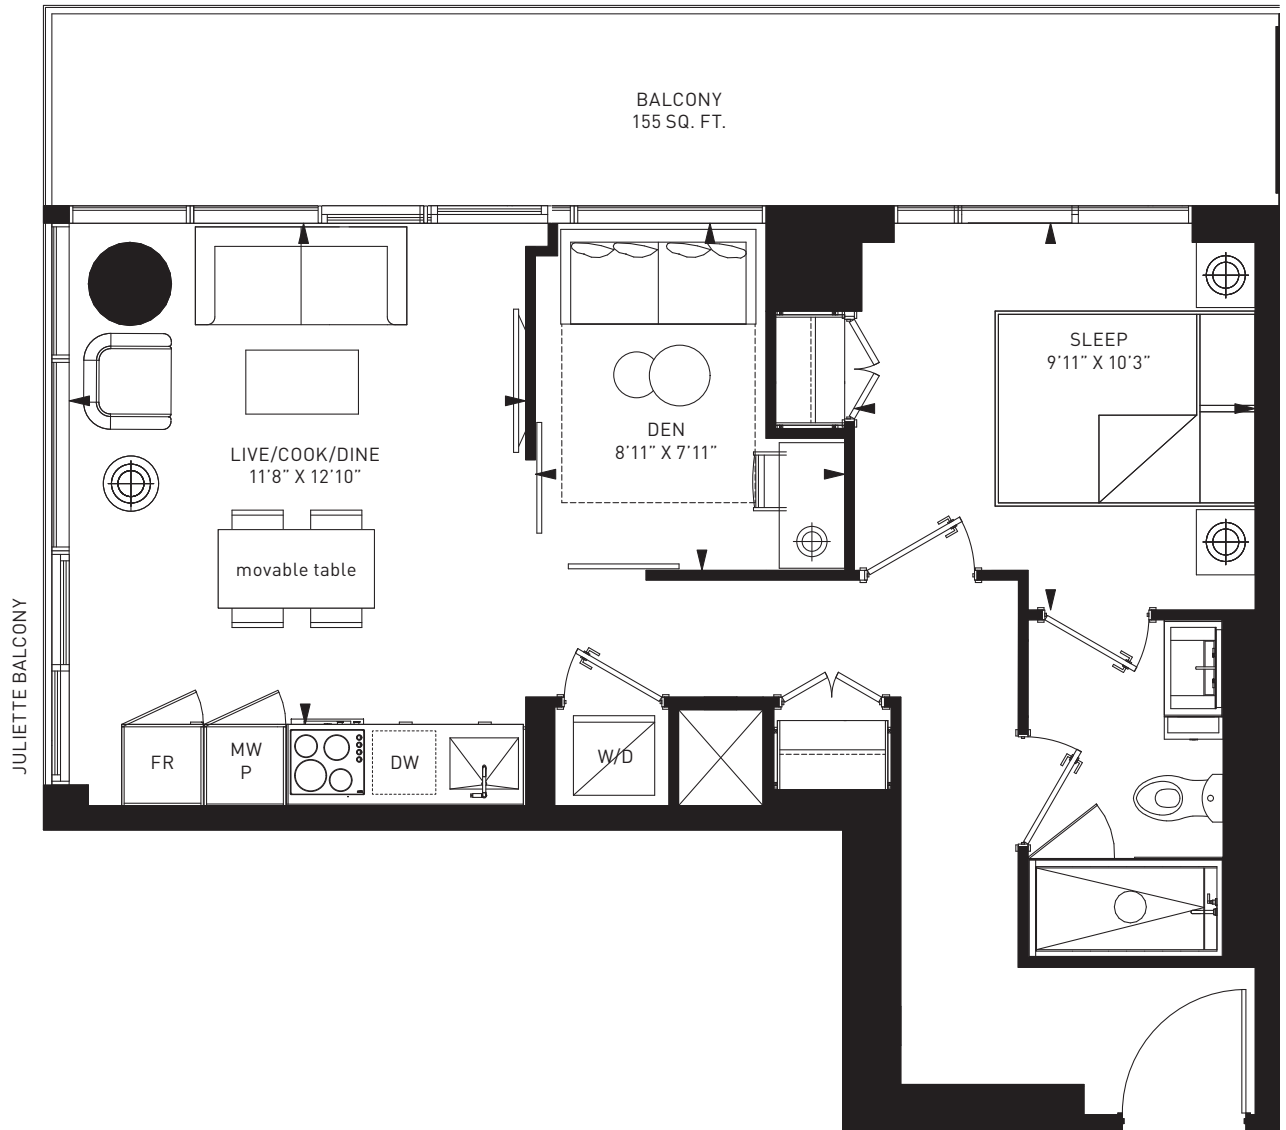 BALCONY
155 SQ. FT.
SLEEP
9’11” X 10’3”
DEN
8’11” X 7’11”
LIVE/COOK/DINE
11’8” X 12’10”
movable table
JULIETTE BALCONY
FR
MW
P
DW
W/D